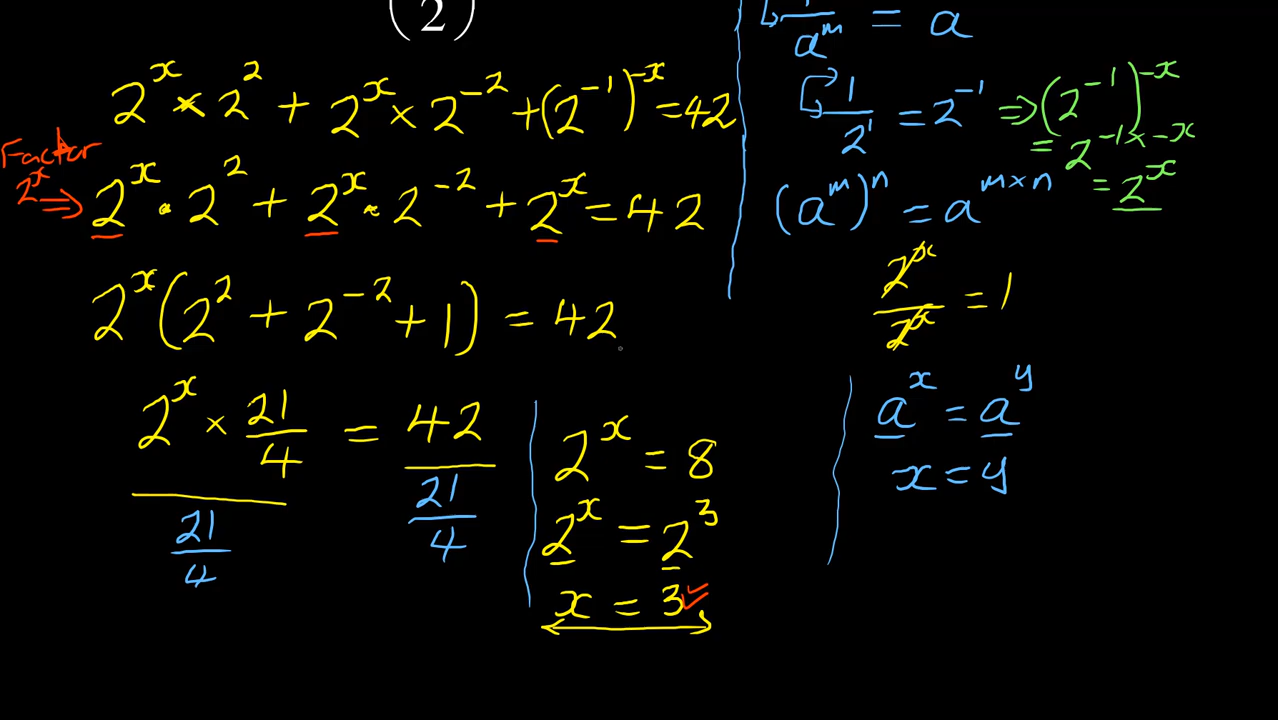 (2)
2^x × 2^2 + 2^x × 2^-2 + (2^-1)^-x = 42
Factor
2^x ⇒
2^x · 2^2 + 2^x · 2^-2 + 2^x = 42
2^x(2^2 + 2^-2 + 1) = 42
2^x × 21/4 = 42
21/4
21/4
2^x = 8
2^x = 2^3
x = 3 ✓
1/a^m = a
1/2^1 = 2^-1 ⇒ (2^-1)^-x
= 2^-1×-x
= 2^x
(a^m)^n = a^m×n
2^x/2^x = 1
a^x = a^y
x = y